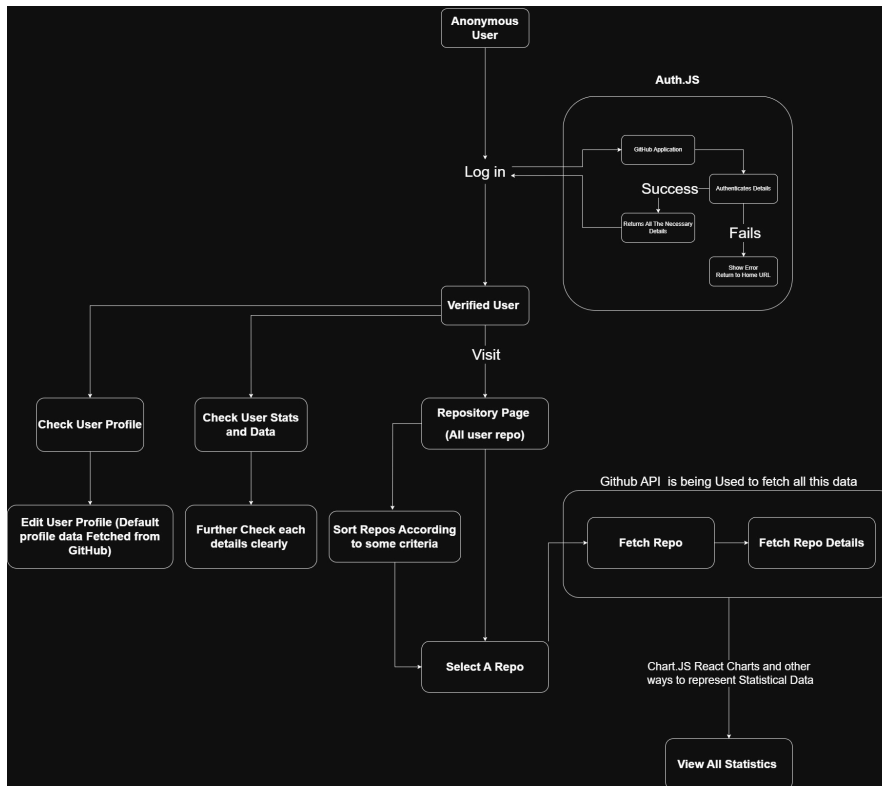 Anonymous
User
Auth.JS
GitHub Application
Log in
Success
Authenticates Details
Returns All The Necessary
Details
Fails
Show Error
Return to Home URL
Verified User
Visit
Check User Profile
Check User Stats
and Data
Repository Page
(All user repo)
Github API is being Used to fetch all this data
Edit User Profile (Default
profile data Fetched from
GitHub)
Further Check each
details clearly
Sort Repos According
to some criteria
Fetch Repo
Fetch Repo Details
Select A Repo
Chart.JS React Charts and other
ways to represent Statistical Data
View All Statistics